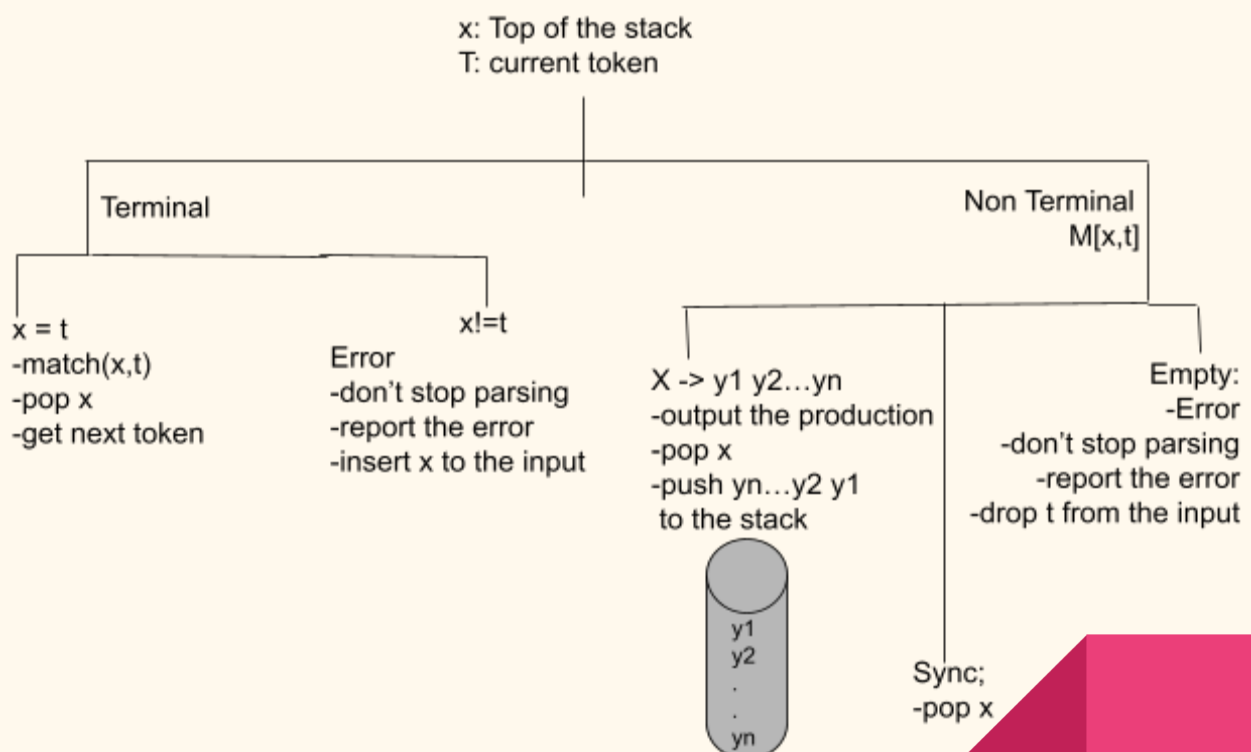 x: Top of the stack
T: current token
Terminal
Non Terminal
M[x,t]
x = t
-match(x,t)
-pop x
-get next token
x!=t
Error
-don't stop parsing
-report the error
-insert x to the input
X -> y1 y2...yn
-output the production
-pop x
-push yn...y2 y1
to the stack
y1
y2
.
.
yn
Sync;
-pop x
Empty:
-Error
-don't stop parsing
-report the error
-drop t from the input